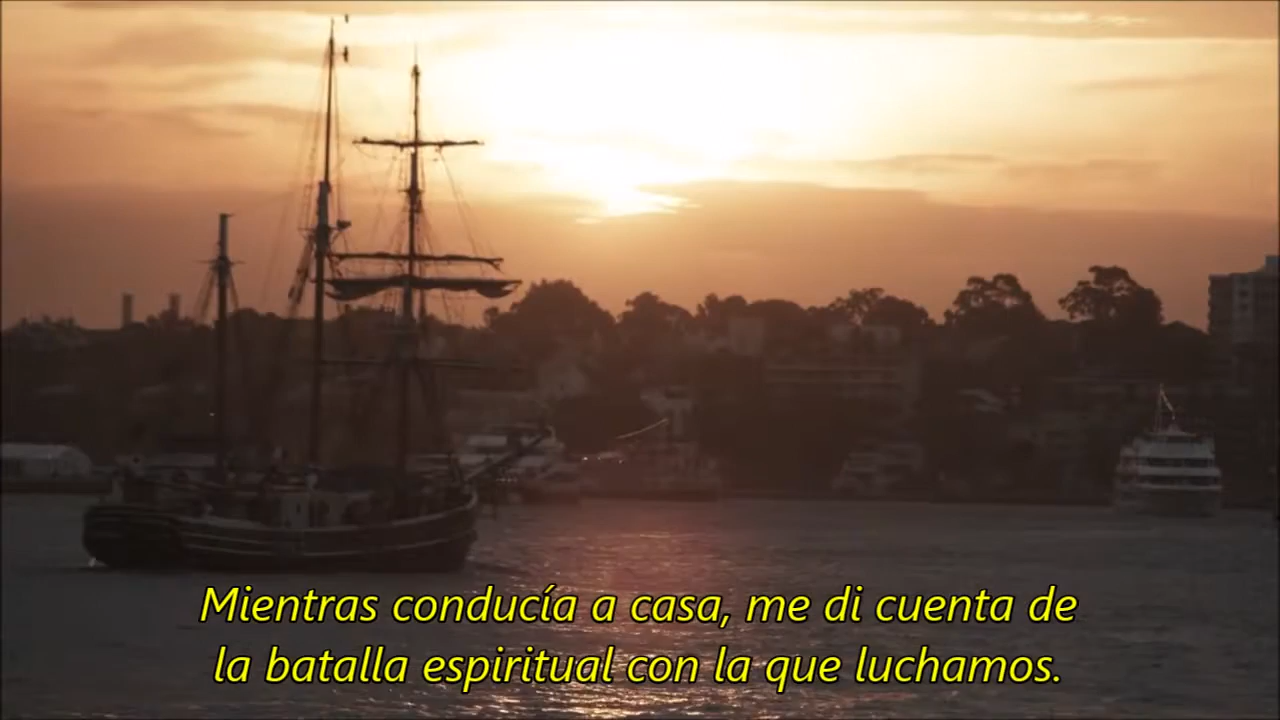 Mientras conducía a casa, me di cuenta de
la batalla espiritual con la que luchamos.